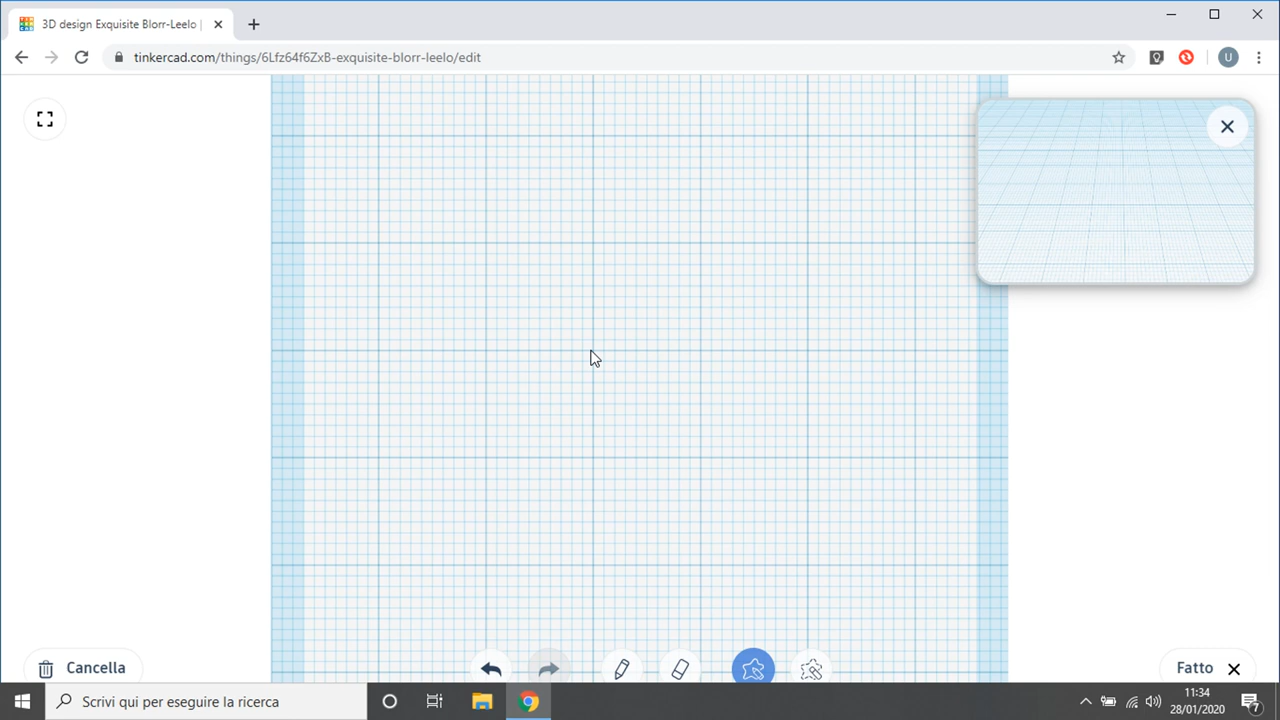 3D design Exquisite Blorr-Leelo |
tinkercad.com/things/6Lfz64f6ZxB-exquisite-blorr-leelo/edit
U
Cancella
Fatto
Scrivi qui per eseguire la ricerca
11:34
28/01/2020
7